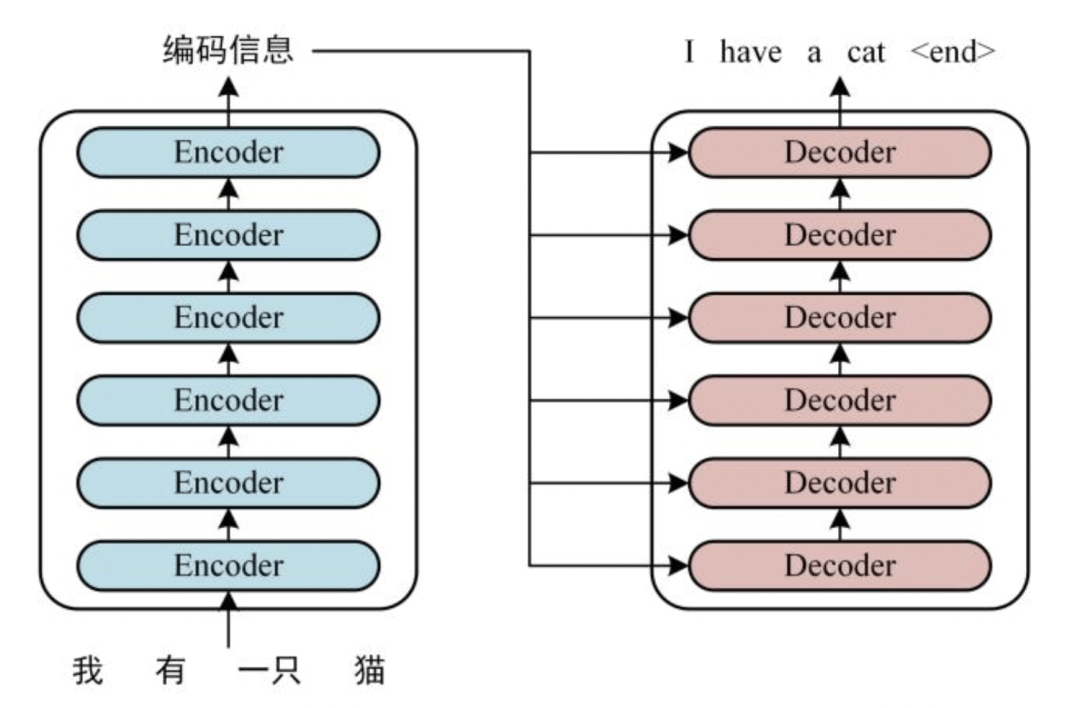 编码信息
I have a cat <end>
Encoder
Decoder
Encoder
Decoder
Encoder
Decoder
Encoder
Decoder
Encoder
Decoder
Encoder
Decoder
我 有 一只 猫